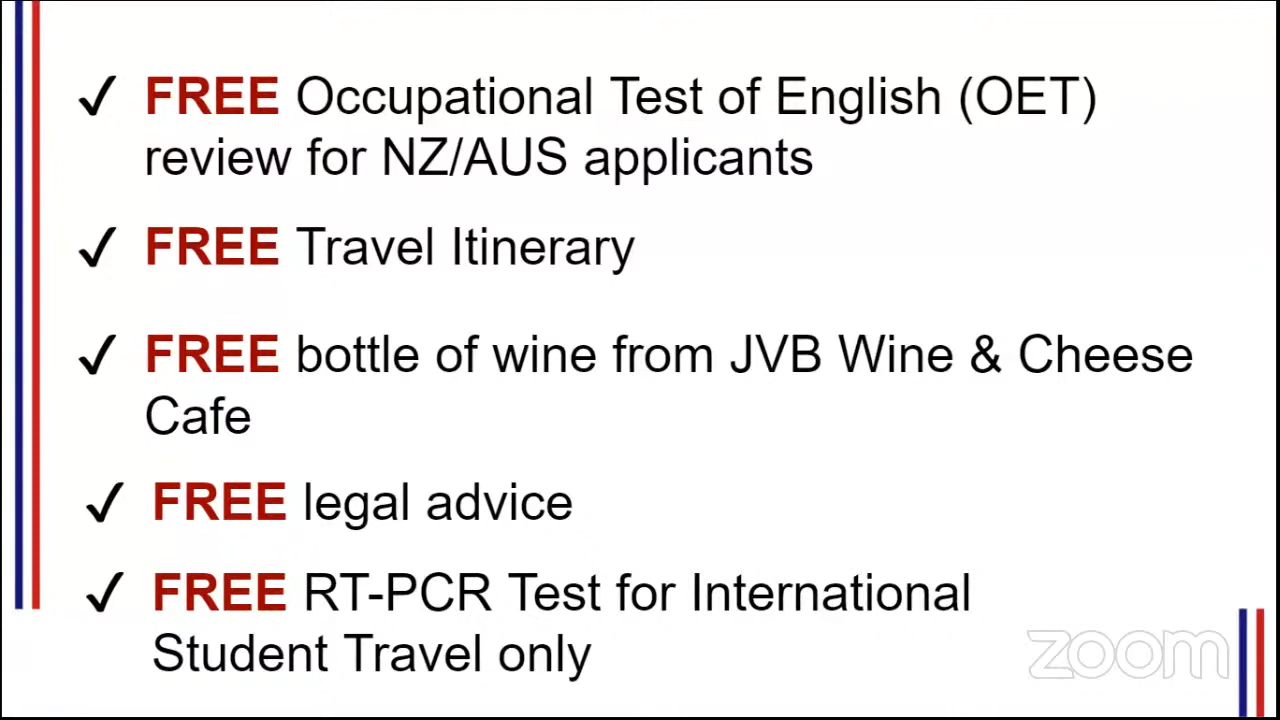 ✓ FREE Occupational Test of English (OET)
review for NZ/AUS applicants
✓ FREE Travel Itinerary
✓ FREE bottle of wine from JVB Wine & Cheese
Cafe
✓ FREE legal advice
✓ FREE RT-PCR Test for International
Student Travel only
zoom